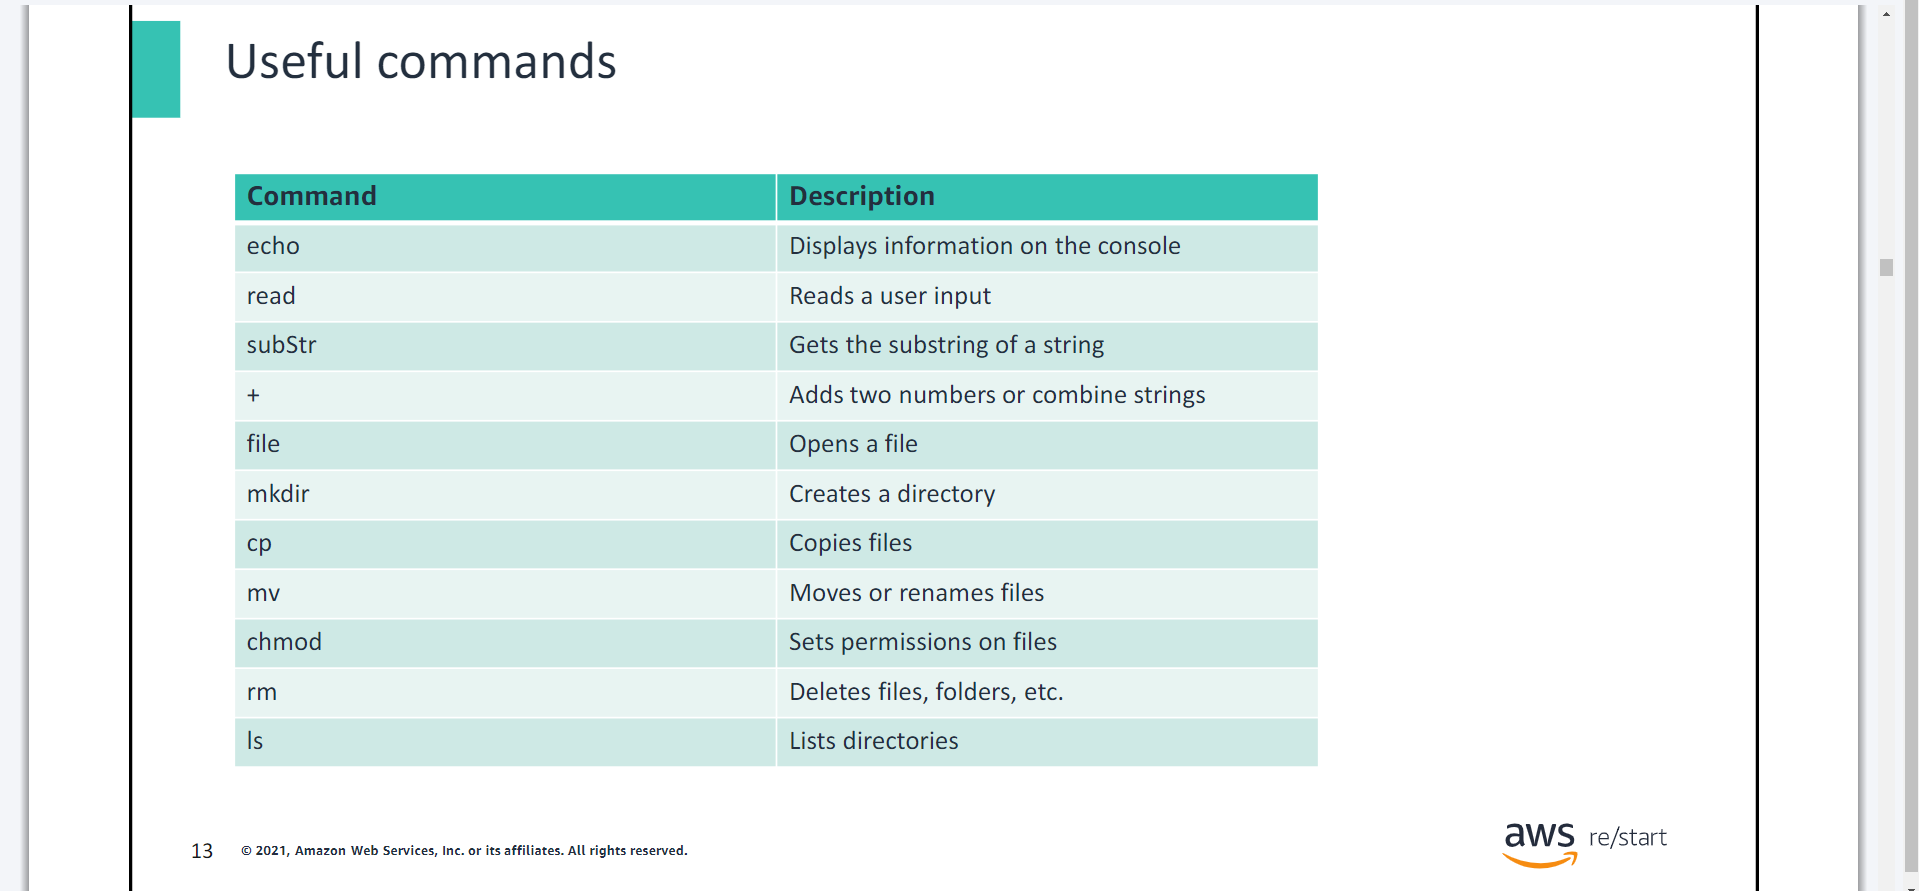 Useful commands
Command Description
echo Displays information on the console
read Reads a user input
subStr Gets the substring of a string
+ Adds two numbers or combine strings
file Opens a file
mkdir Creates a directory
cp Copies files
mv Moves or renames files
chmod Sets permissions on files
rm Deletes files, folders, etc.
ls Lists directories
13 © 2021, Amazon Web Services, Inc. or its affiliates. All rights reserved.
aws re/start